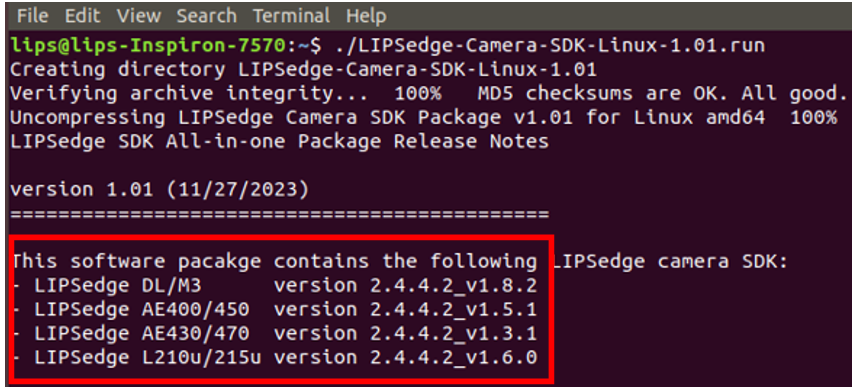 File Edit View Search Terminal Help
lips@lips-Inspiron-7570:~$ ./LIPSedge-Camera-SDK-Linux-1.01.run
Creating directory LIPSedge-Camera-SDK-Linux-1.01
Verifying archive integrity...  100%   MD5 checksums are OK. All good.
Uncompressing LIPSedge Camera SDK Package v1.01 for Linux amd64  100%
LIPSedge SDK All-in-one Package Release Notes
version 1.01 (11/27/2023)
=============================================
This software pacakge contains the following LIPSedge camera SDK:
- LIPSedge DL/M3      version 2.4.4.2_v1.8.2
- LIPSedge AE400/450  version 2.4.4.2_v1.5.1
- LIPSedge AE430/470  version 2.4.4.2_v1.3.1
- LIPSedge L210u/215u version 2.4.4.2_v1.6.0